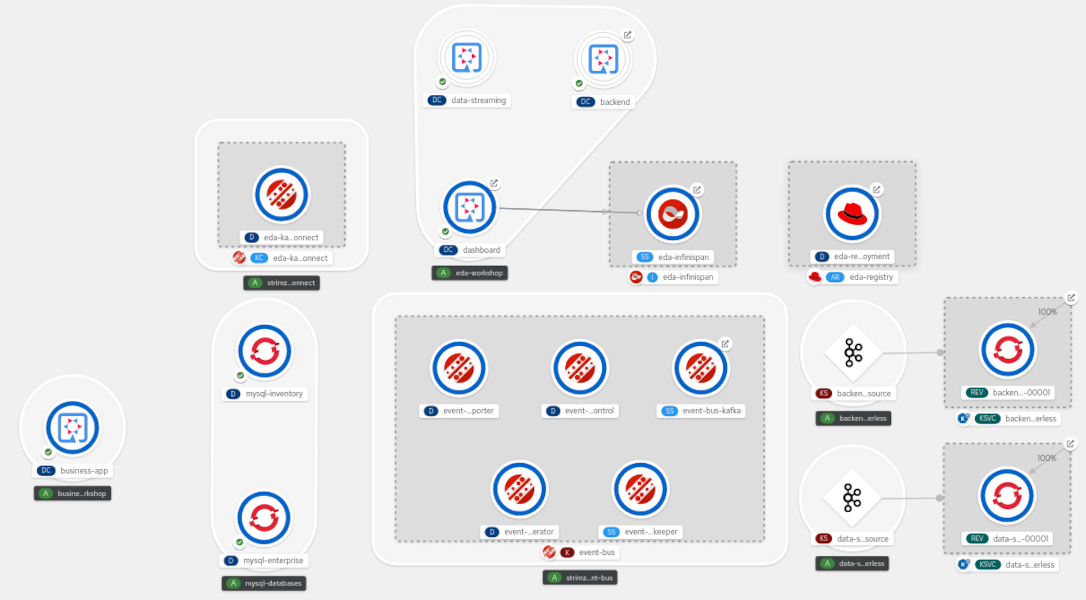 DC data-streaming
DC backend
D eda-ka...onnect
KC eda-ka...onnect
A strimz...onnect
DC dashboard
A eda-workshop
SS eda-infinispan
I eda-infinispan
D eda-re...oyment
AR eda-registry
D mysql-inventory
D mysql-enterprise
A mysql-databases
DC business-app
A busine...rkshop
D event-...porter
D event-...ontrol
SS event-bus-kafka
D event-...erator
SS event-...keeper
K event-bus
A strimz...nt-bus
KS backen...source
A backen...erless
100%
REV backen...-00001
KSVC backen...erless
KS data-s...source
A data-s...erless
100%
REV data-s...-00001
KSVC data-s...erless